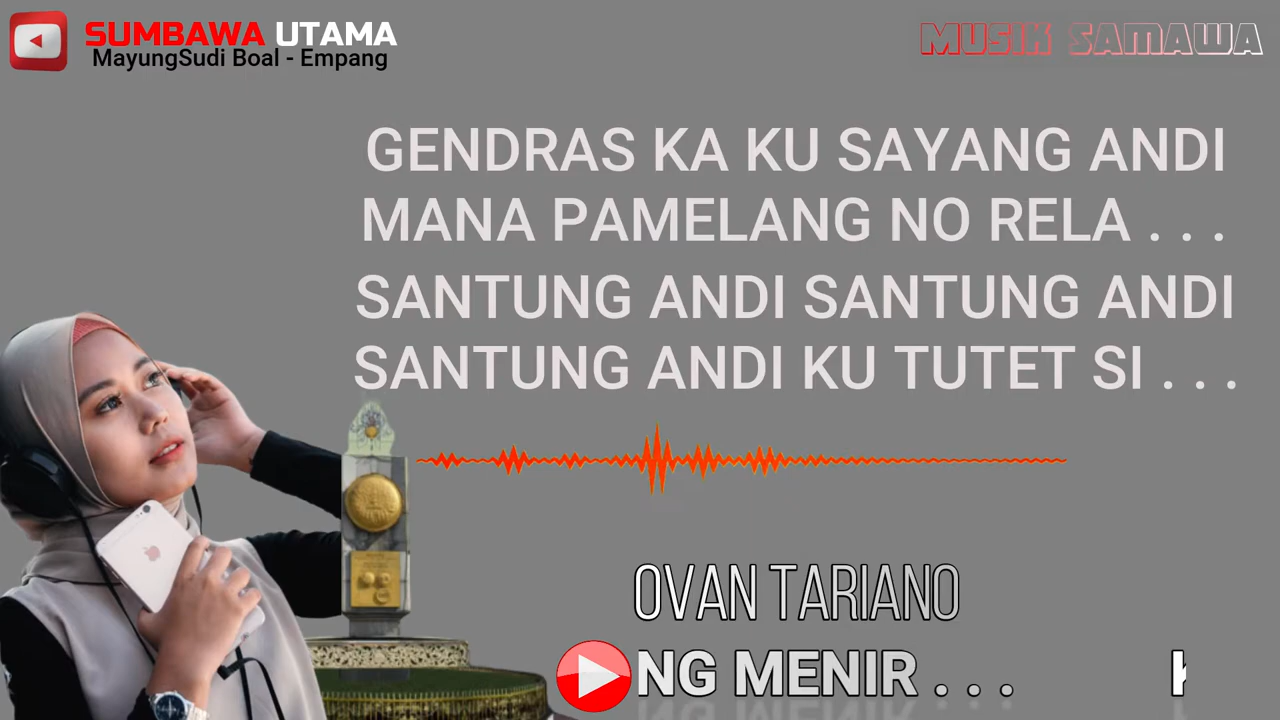 SUMBAWA UTAMA
MayungSudi Boal - Empang
MUSIK SAMAWA
GENDRAS KA KU SAYANG ANDI
MANA PAMELANG NO RELA . . .
SANTUNG ANDI SANTUNG ANDI
SANTUNG ANDI KU TUTET SI . . .
OVAN TARIANO
NG MENIR . . .